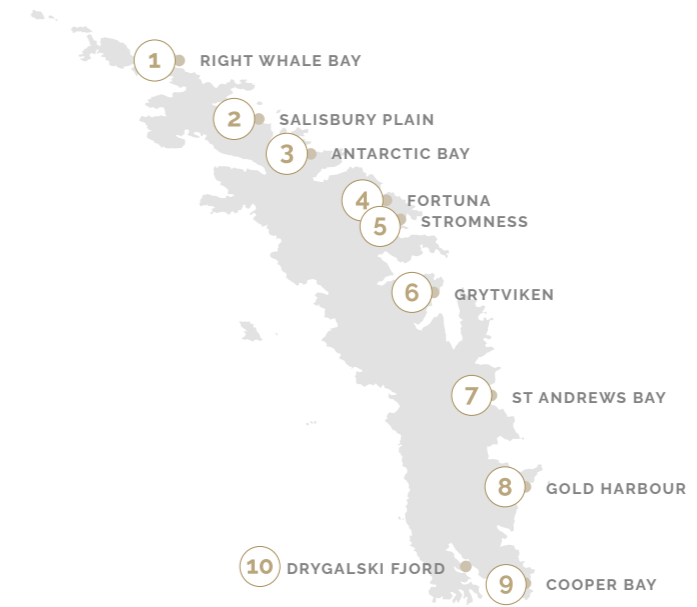 1 RIGHT WHALE BAY
2 SALISBURY PLAIN
3 ANTARCTIC BAY
4 FORTUNA
5 STROMNESS
6 GRYTVIKEN
7 ST ANDREWS BAY
8 GOLD HARBOUR
10 DRYGALSKI FJORD
9 COOPER BAY